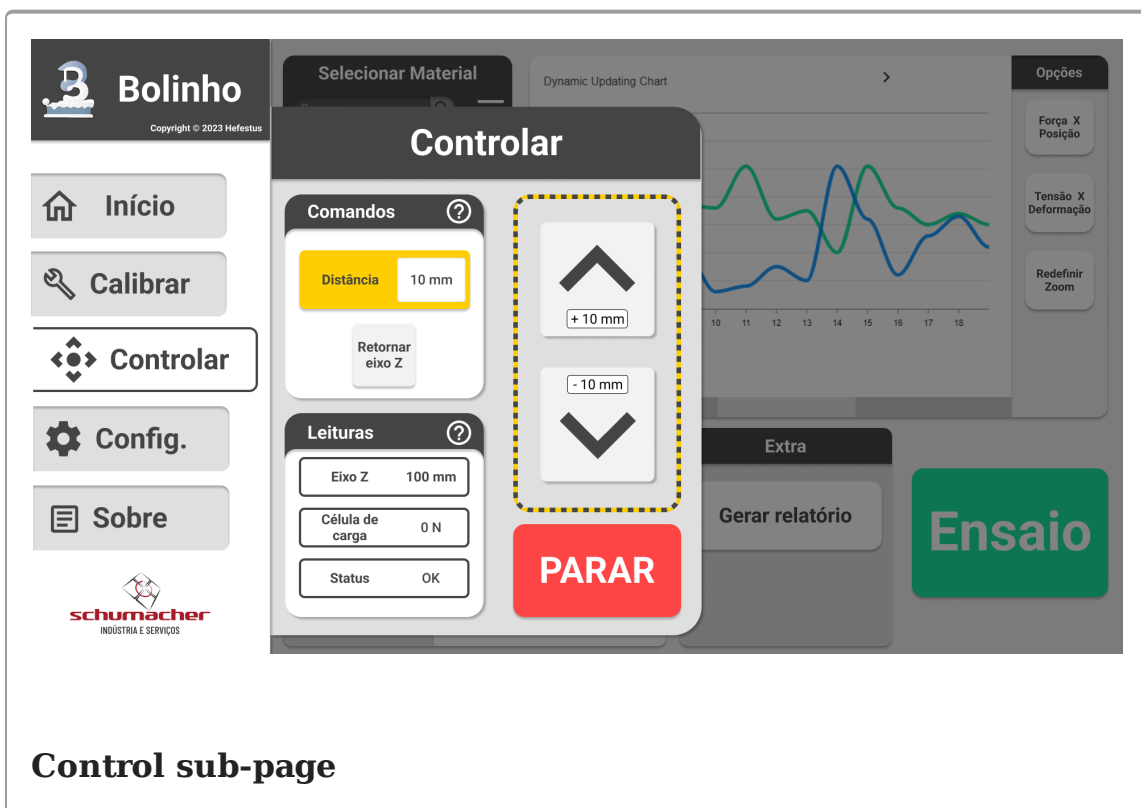 Bolinho
Copyright © 2023 Hefestus
Início
Calibrar
Controlar
Config.
Sobre
schumacher
INDÚSTRIA E SERVIÇOS
Selecionar Material
Controlar
Comandos ?
Distância 10 mm
Retornar
eixo Z
Leituras ?
Eixo Z 100 mm
Célula de
carga 0 N
Status OK
+ 10 mm
- 10 mm
PARAR
Dynamic Updating Chart
10 11 12 13 14 15 16 17 18
Opções
Força X
Posição
Tensão X
Deformação
Redefinir
Zoom
Extra
Gerar relatório
Ensaio
Control sub-page